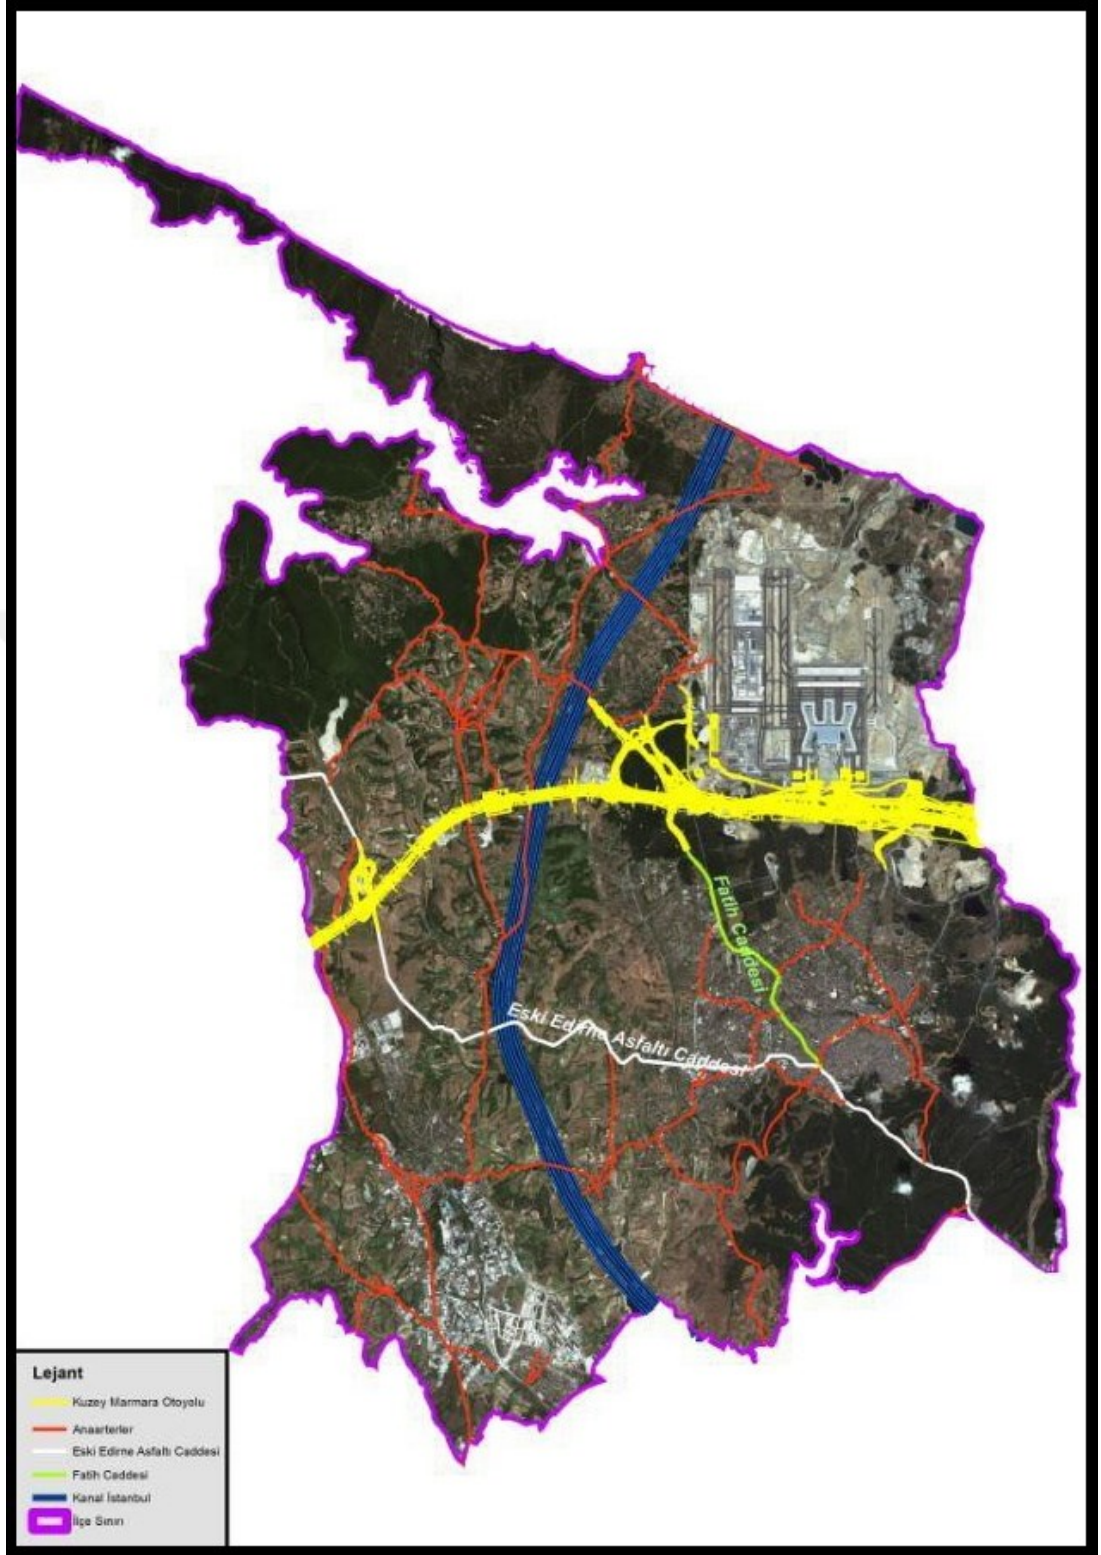 Fatih Caddesi
Eski Edirne Asfaltı Caddesi
Lejant
Kuzey Marmara Otoyolu
Anaarterler
Eski Edirne Asfaltı Caddesi
Fatih Caddesi
Kanal İstanbul
İlçe Sınırı